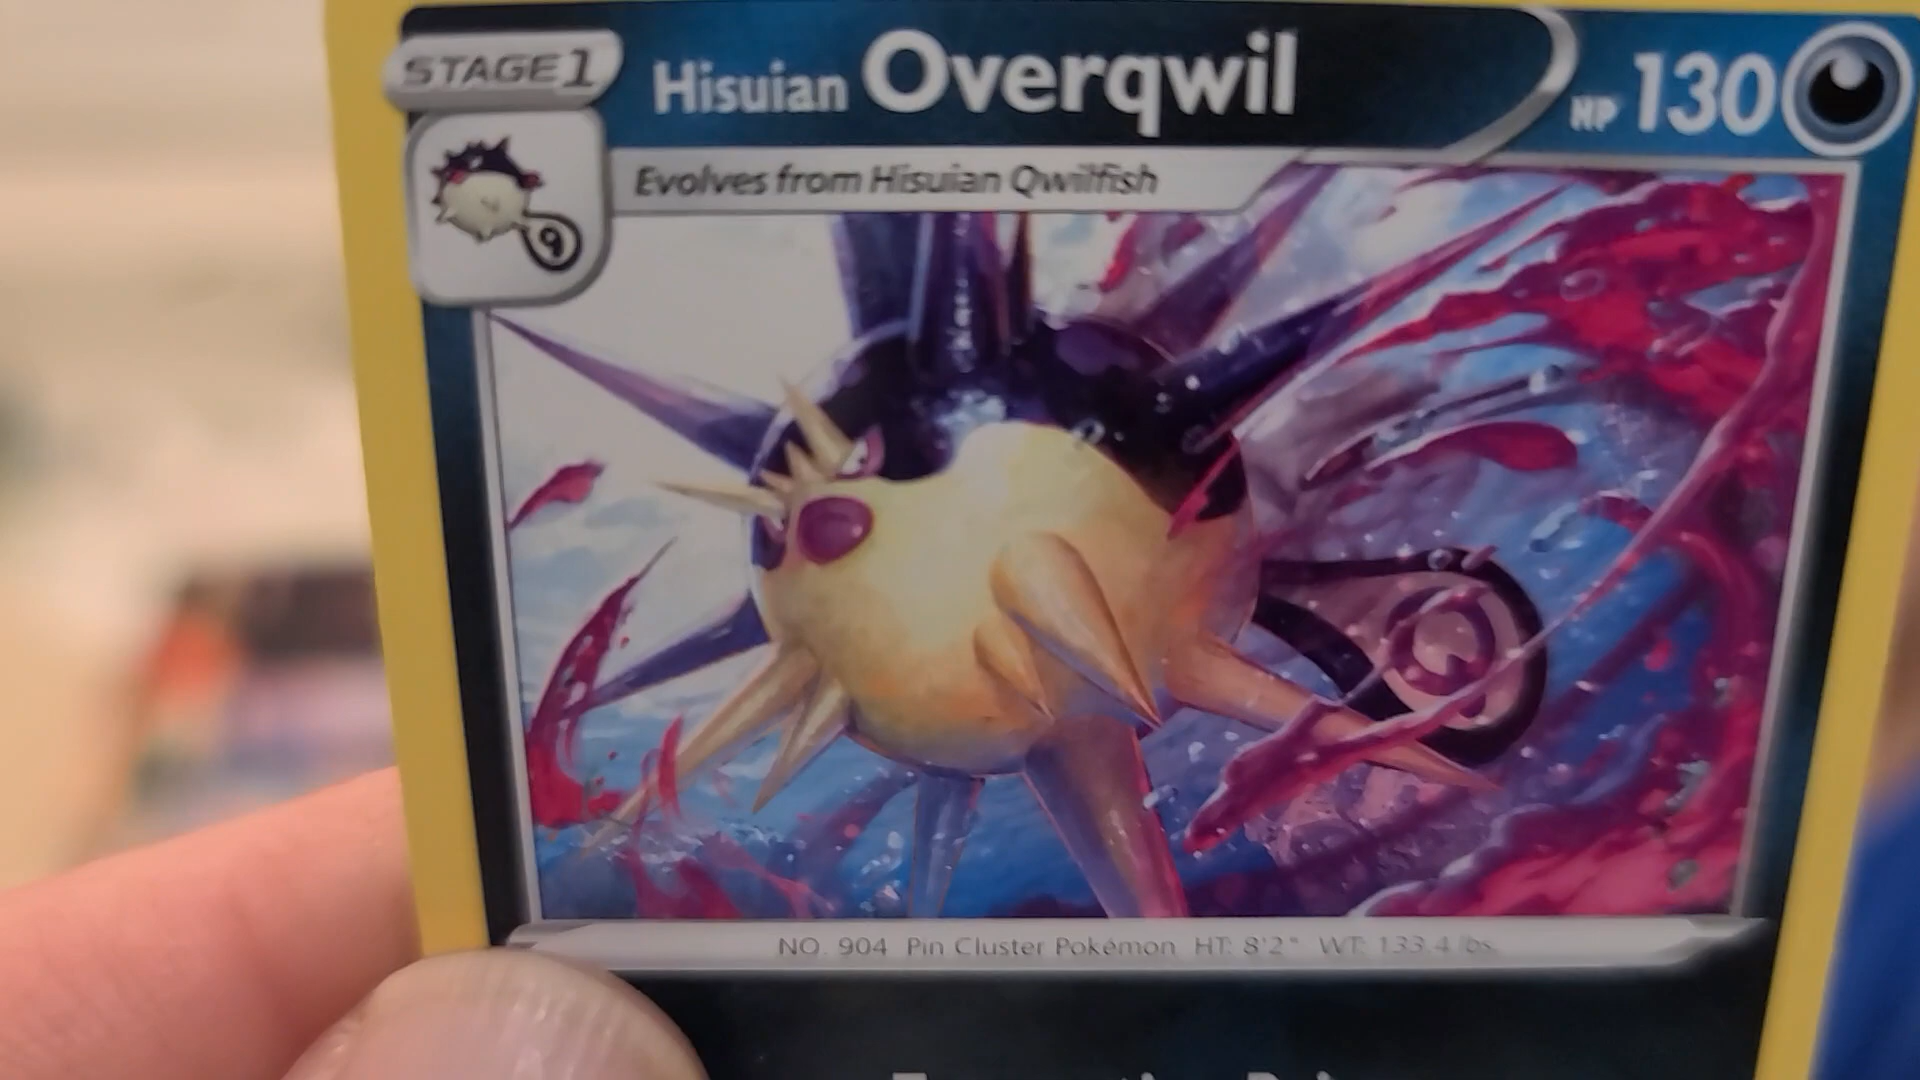 STAGE 1
Hisuian Overqwil
HP 130
Evolves from Hisuian Qwilfish
NO. 904 Pin Cluster Pokémon HT: 8'2" WT: 133.4 lbs.